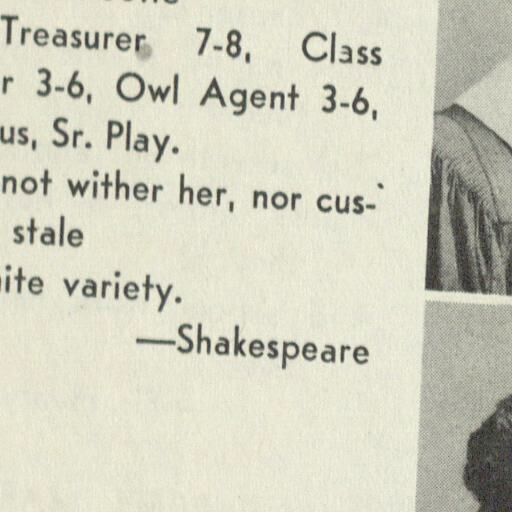 Treasurer 7-8, Class
r 3-6, Owl Agent 3-6,
us, Sr. Play.
not wither her, nor cus-
stale
ite variety.
—Shakespeare